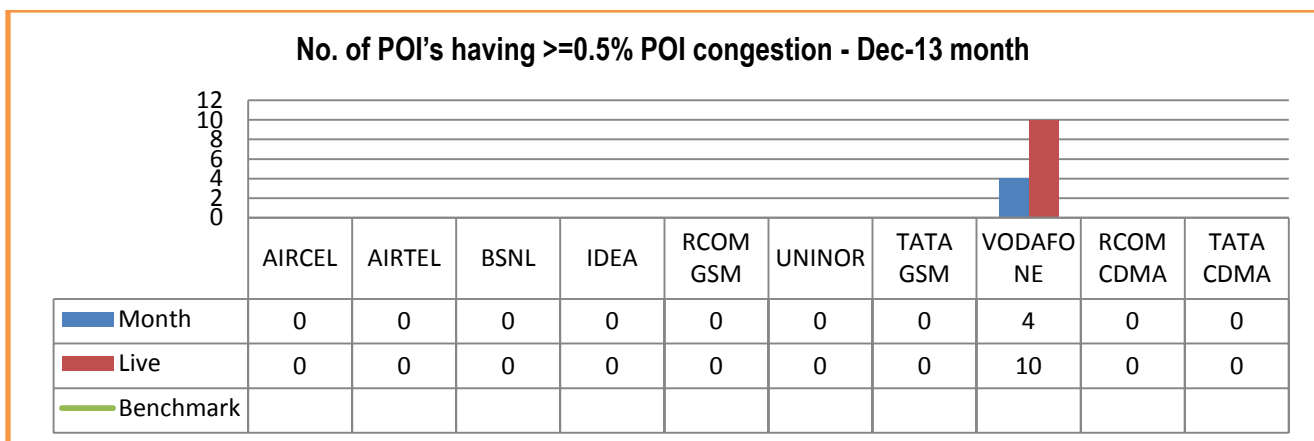 No. of POI's having >=0.5% POI congestion - Dec-13 month
12
10
8
6
4
2
0
AIRCEL AIRTEL BSNL IDEA RCOM GSM UNINOR TATA GSM VODAFO NE RCOM CDMA TATA CDMA
Month 0 0 0 0 0 0 0 4 0 0
Live 0 0 0 0 0 0 0 10 0 0
Benchmark